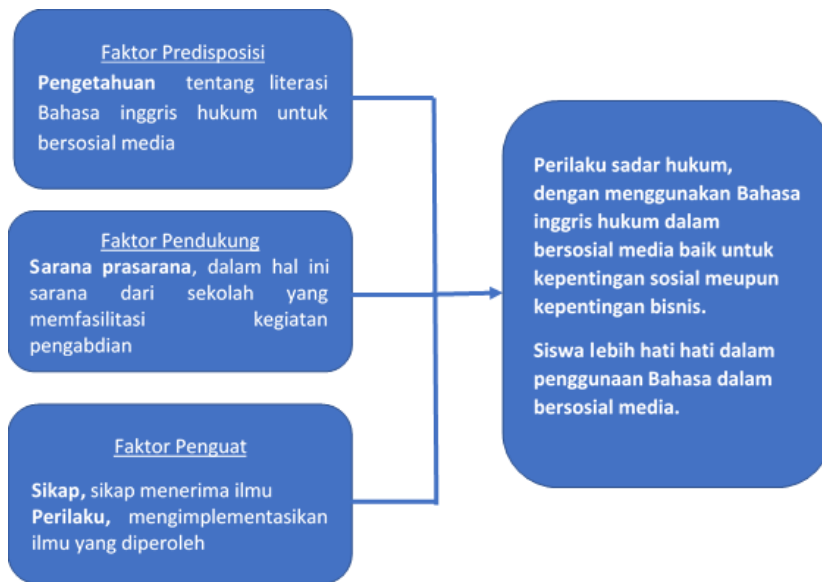 Faktor Predisposisi
Pengetahuan tentang literasi
Bahasa inggris hukum untuk
bersosial media
Faktor Pendukung
Sarana prasarana, dalam hal ini
sarana dari sekolah yang
memfasilitasi kegiatan
pengabdian
Faktor Penguat
Sikap, sikap menerima ilmu
Perilaku, mengimplementasikan
ilmu yang diperoleh
Perilaku sadar hukum,
dengan menggunakan Bahasa
inggris hukum dalam
bersosial media baik untuk
kepentingan sosial meupun
kepentingan bisnis.
Siswa lebih hati hati dalam
penggunaan Bahasa dalam
bersosial media.